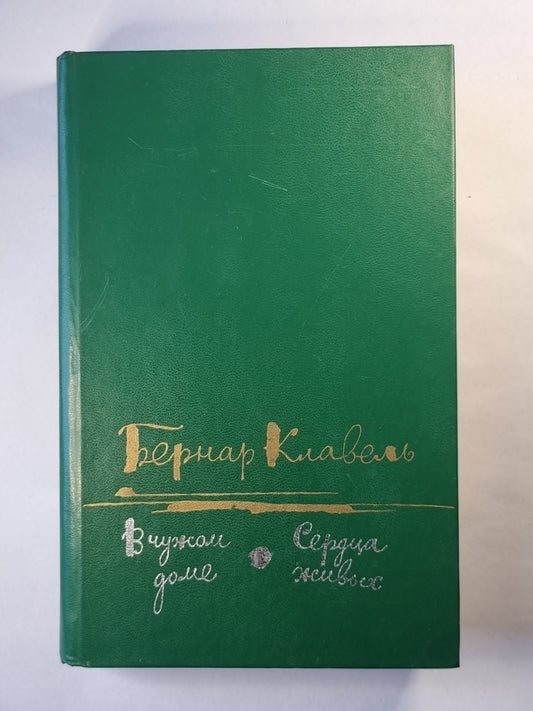 Бернар Клавель
В чужом
доме
Сердца
живых